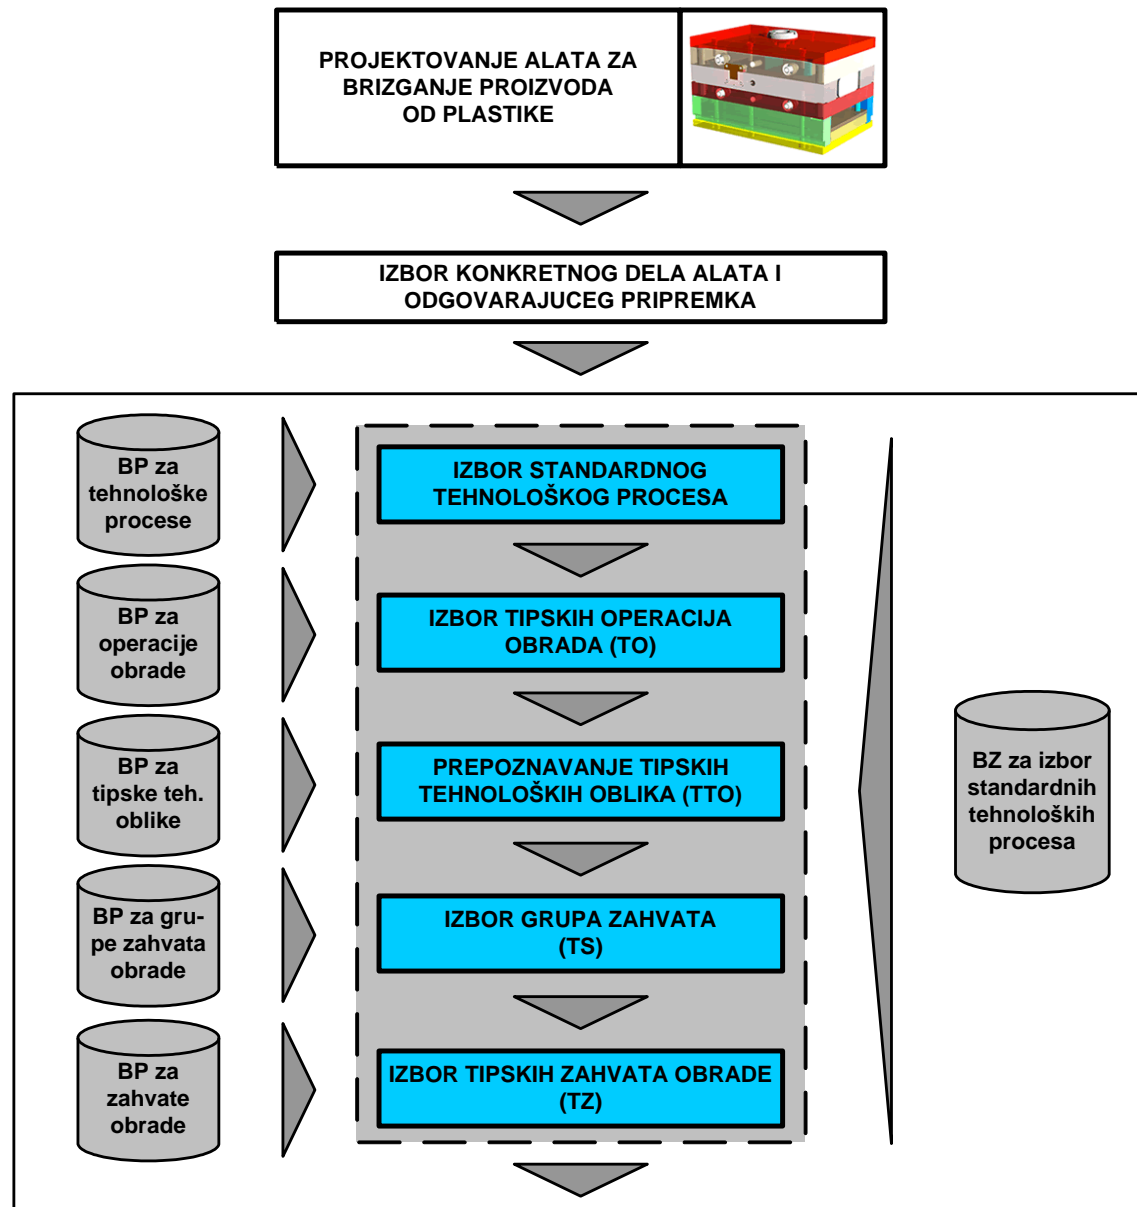 PROJEKTOVANJE ALATA ZA
BRIZGANJE PROIZVODA
OD PLASTIKE
IZBOR KONKRETNOG DELA ALATA I
ODGOVARAJUCEG PRIPREMKA
BP za
tehnološke
procese
IZBOR STANDARDNOG
TEHNOLOŠKOG PROCESA
BP za
operacije
obrade
IZBOR TIPSKIH OPERACIJA
OBRADA (TO)
BP za
tipske teh.
oblike
PREPOZNAVANJE TIPSKIH
TEHNOLOŠKIH OBLIKA (TTO)
BZ za izbor
standardnih
tehnoloških
procesa
BP za gru-
pe zahvata
obrade
IZBOR GRUPA ZAHVATA
(TS)
BP za
zahvate
obrade
IZBOR TIPSKIH ZAHVATA OBRADE
(TZ)